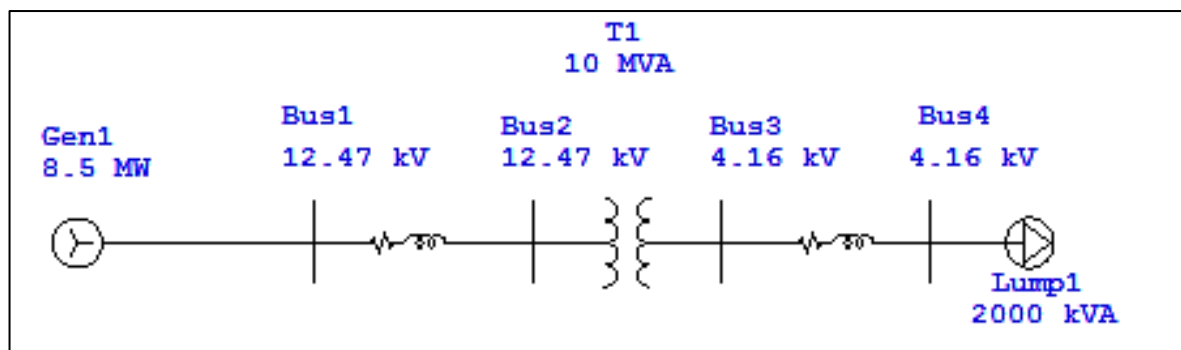 T1
10 MVA
Gen1
8.5 MW
Bus1
12.47 kV
Bus2
12.47 kV
Bus3
4.16 kV
Bus4
4.16 kV
Lump1
2000 kVA